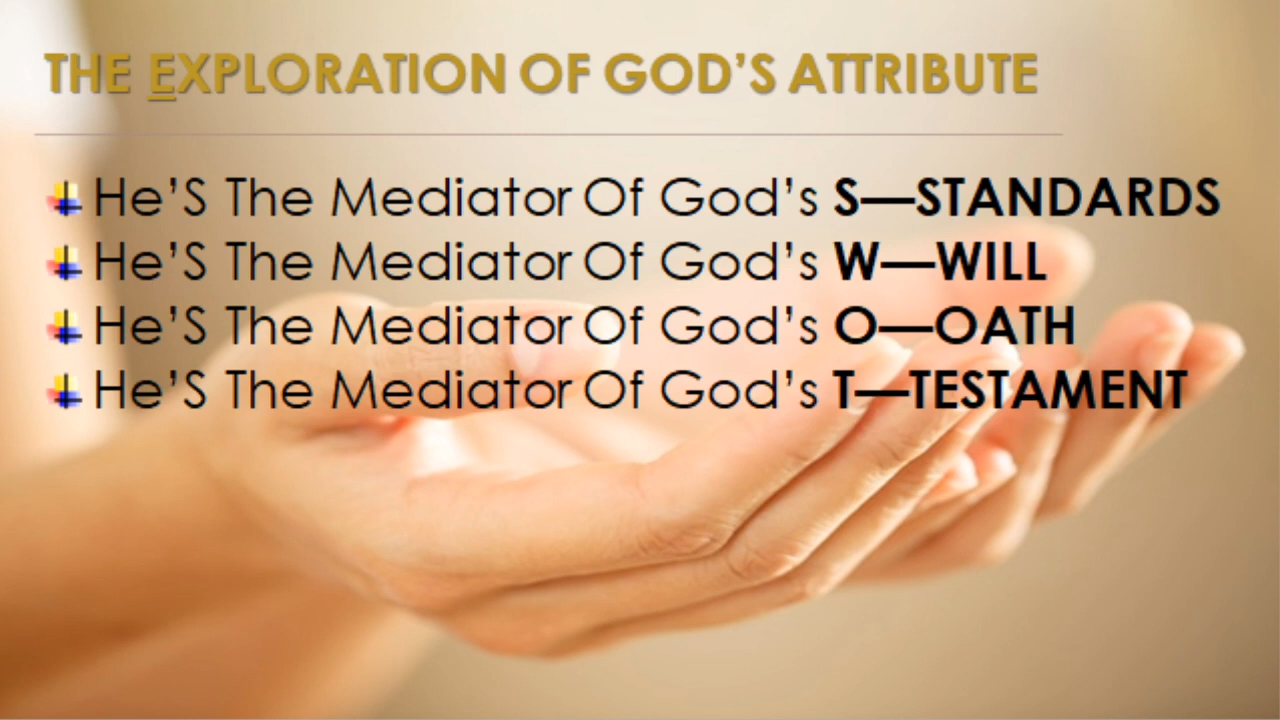 THE EXPLORATION OF GOD'S ATTRIBUTE
He'S The Mediator Of God's S—STANDARDS
He'S The Mediator Of God's W—WILL
He'S The Mediator Of God's O—OATH
He'S The Mediator Of God's T—TESTAMENT